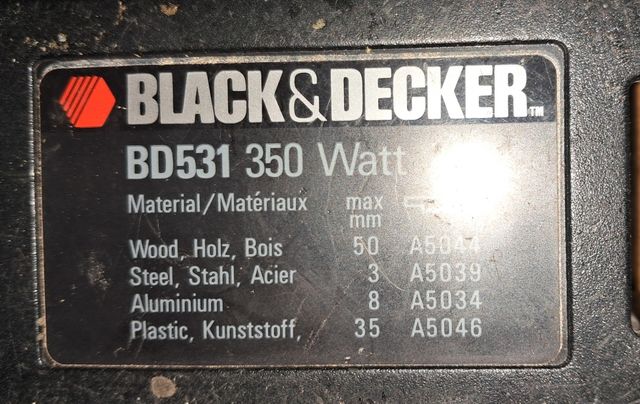 BLACK&DECKER™
BD531 350 Watt
Material/Matériaux max mm
Wood, Holz, Bois 50 A5044
Steel, Stahl, Acier 3 A5039
Aluminium 8 A5034
Plastic, Kunststoff, 35 A5046